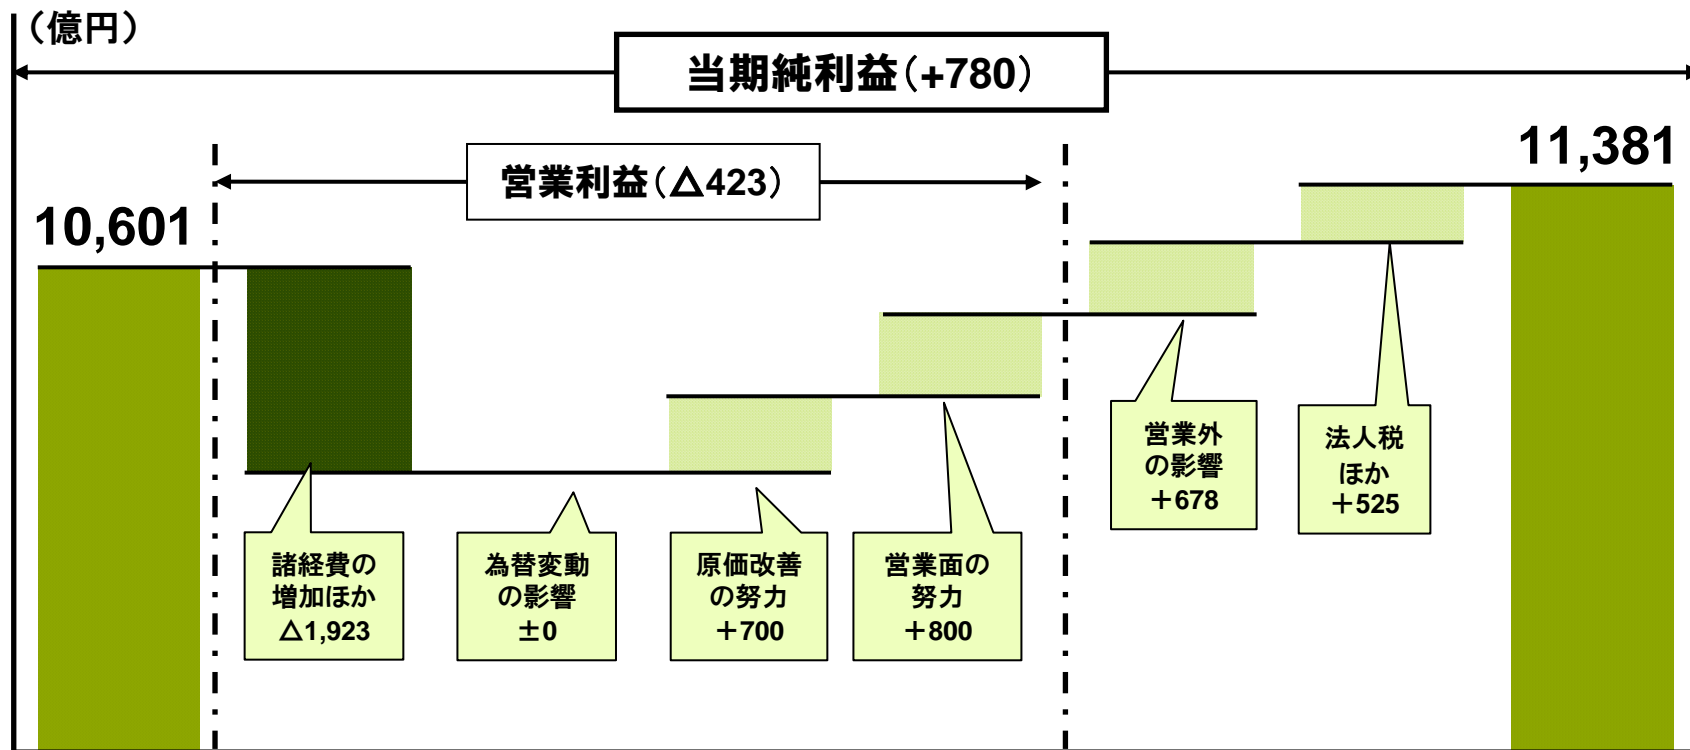 （億円）
当期純利益（+780）
営業利益（△423）
10,601
11,381
諸経費の
増加ほか
△1,923
為替変動
の影響
±0
原価改善
の努力
＋700
営業面の
努力
＋800
営業外
の影響
＋678
法人税
ほか
＋525